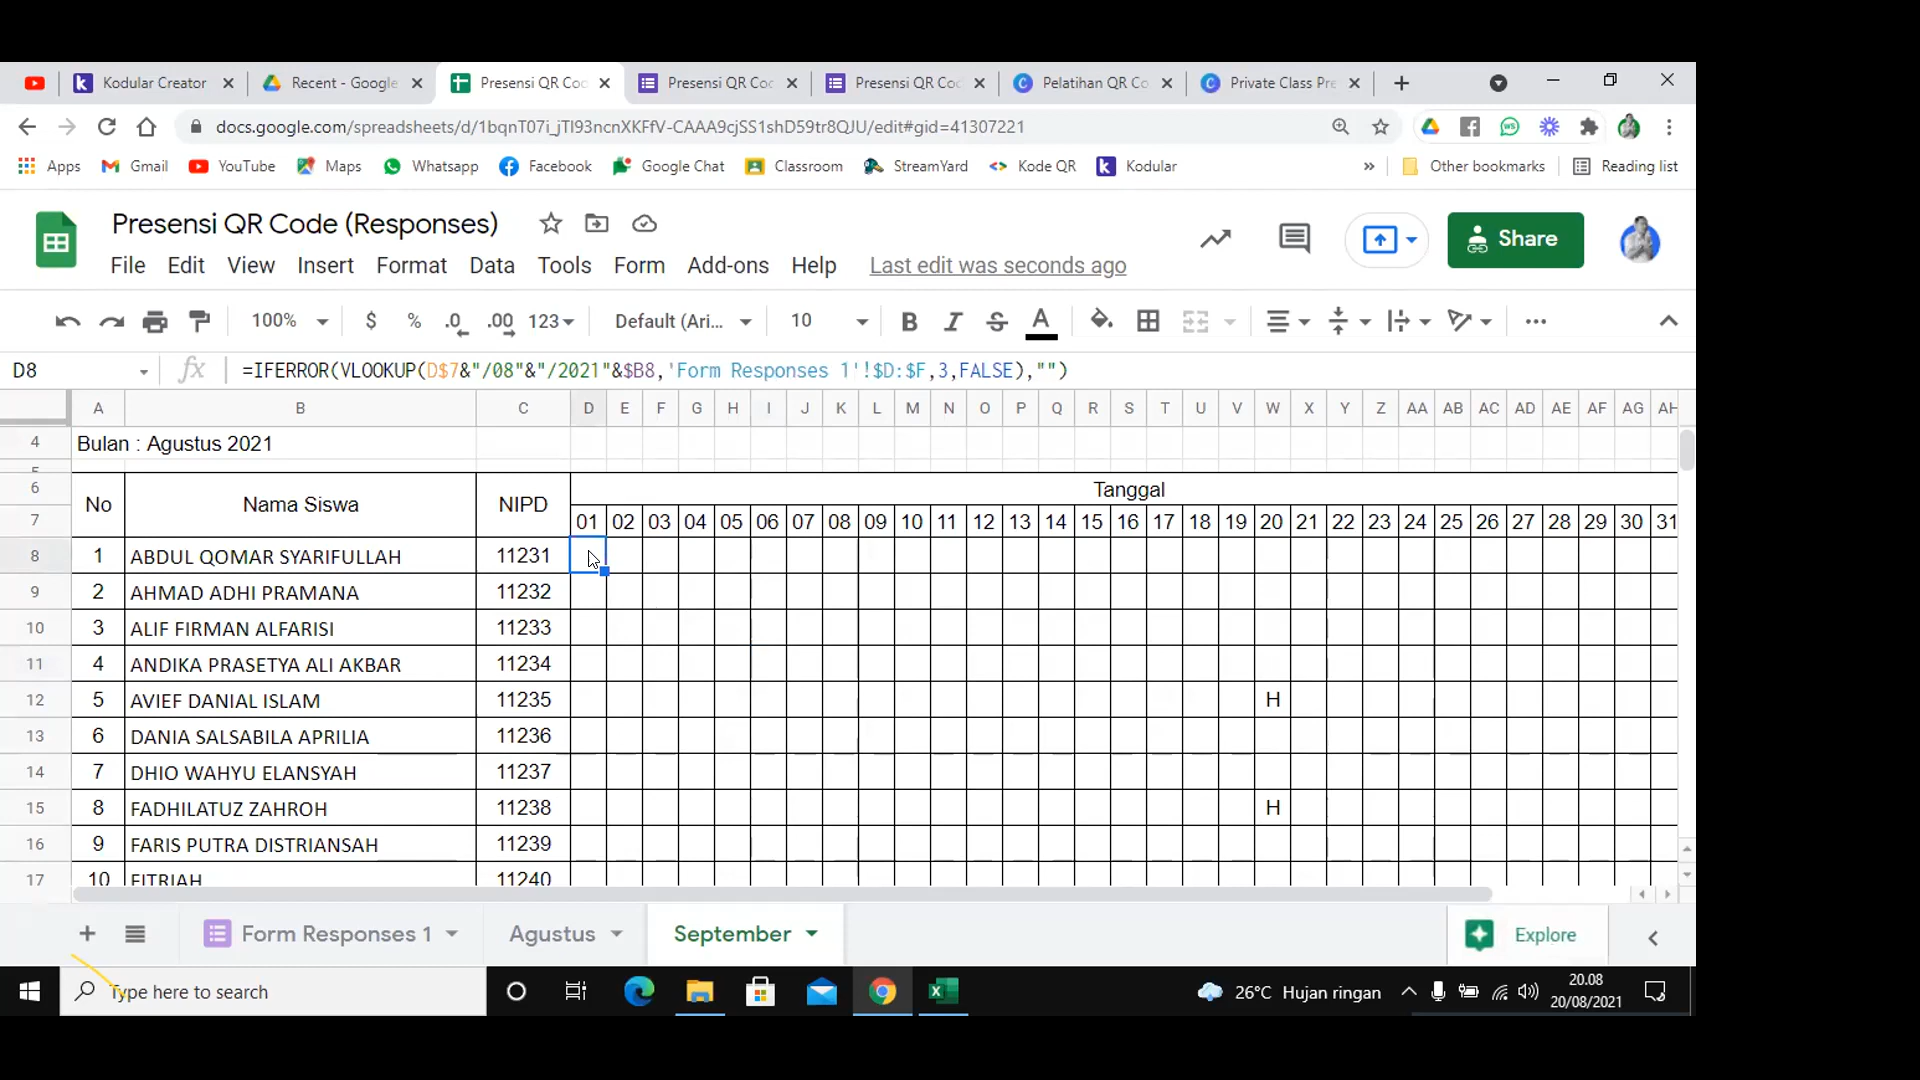 Kodular Creator
Recent - Google
Presensi QR Coc
Presensi QR Coc
Presensi QR Coc
Pelatihan QR Co
Private Class Pre
docs.google.com/spreadsheets/d/1bqnT07i_jTI93ncnXKFfV-CAAA9cjSS1shD59tr8QJU/edit#gid=41307221
Apps Gmail YouTube Maps Whatsapp Facebook Google Chat Classroom StreamYard Kode QR Kodular » Other bookmarks Reading list
Presensi QR Code (Responses)
File Edit View Insert Format Data Tools Form Add-ons Help Last edit was seconds ago
Share
100% $ % .0 .00 123 Default (Ari... 10 B I S A
D8 fx =IFERROR(VLOOKUP(D$7&"/08"&"/2021"&$B8,'Form Responses 1'!$D:$F,3,FALSE),"")
A B C D E F G H I J K L M N O P Q R S T U V W X Y Z AA AB AC AD AE AF AG AH
4 Bulan : Agustus 2021
5
6 No Nama Siswa NIPD Tanggal
7 01 02 03 04 05 06 07 08 09 10 11 12 13 14 15 16 17 18 19 20 21 22 23 24 25 26 27 28 29 30 31
8 1 ABDUL QOMAR SYARIFULLAH 11231
9 2 AHMAD ADHI PRAMANA 11232
10 3 ALIF FIRMAN ALFARISI 11233
11 4 ANDIKA PRASETYA ALI AKBAR 11234
12 5 AVIEF DANIAL ISLAM 11235 H
13 6 DANIA SALSABILA APRILIA 11236
14 7 DHIO WAHYU ELANSYAH 11237
15 8 FADHILATUZ ZAHROH 11238 H
16 9 FARIS PUTRA DISTRIANSAH 11239
17 10 FITRIAH 11240
Form Responses 1 Agustus September Explore
Type here to search
26°C Hujan ringan
20.08
20/08/2021